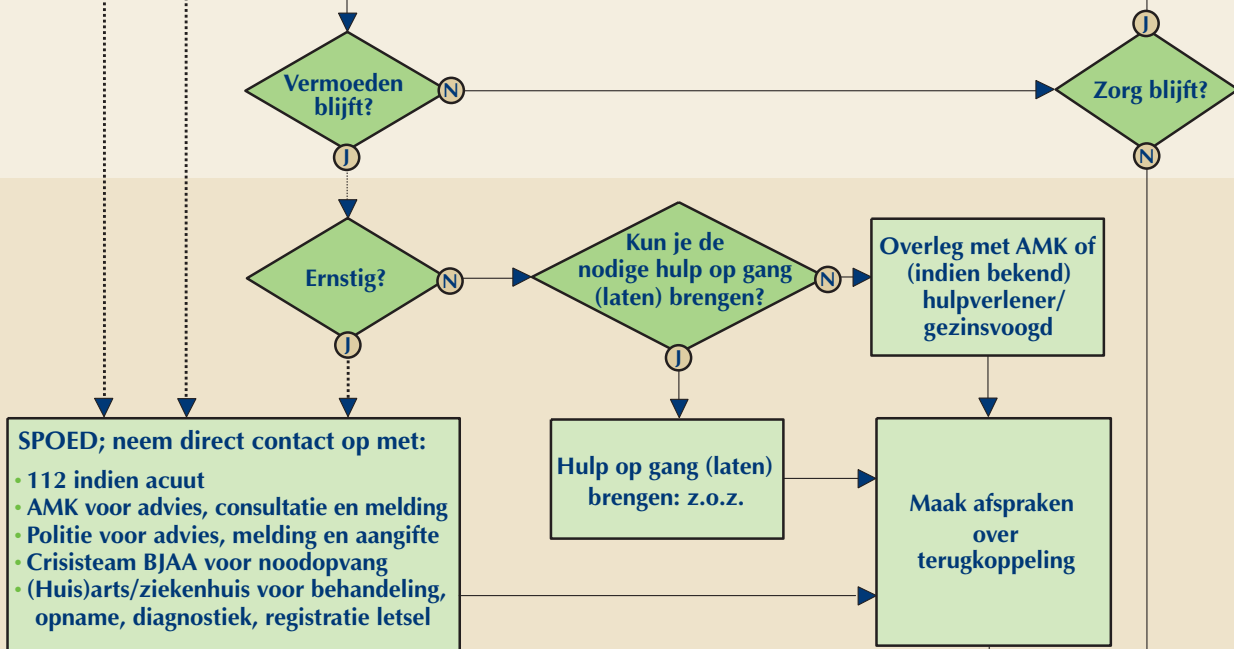 J
Vermoeden
blijft?
N
Zorg blijft?
J
N
Ernstig?
N
Kun je de
nodige hulp op gang
(laten) brengen?
N
Overleg met AMK of
(indien bekend)
hulpverlener/
gezinsvoogd
J
J
SPOED; neem direct contact op met:
• 112 indien acuut
• AMK voor advies, consultatie en melding
• Politie voor advies, melding en aangifte
• Crisisteam BJAA voor noodopvang
• (Huis)arts/ziekenhuis voor behandeling,
opname, diagnostiek, registratie letsel
Hulp op gang (laten)
brengen: z.o.z.
Maak afspraken
over
terugkoppeling